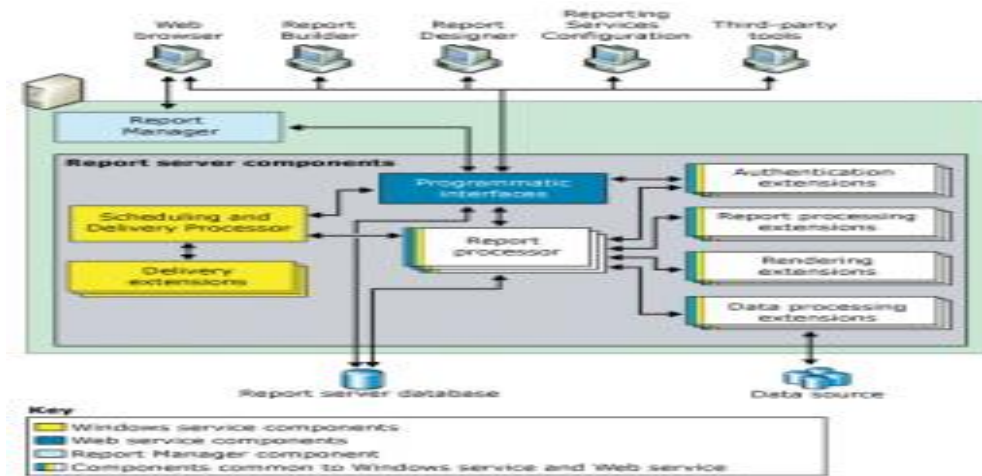 Web
browser
Report
Builder
Report
Designer
Reporting
Services
Configuration
Third-party
tools
Report
Manager
Report server components
Programmatic
interfaces
Authentication
extensions
Scheduling and
Delivery Processor
Report processing
extensions
Report
processor
Delivery
extensions
Rendering
extensions
Data processing
extensions
Report server database
Data source
Key
Windows service components
Web service components
Report Manager component
Components common to Windows service and Web service